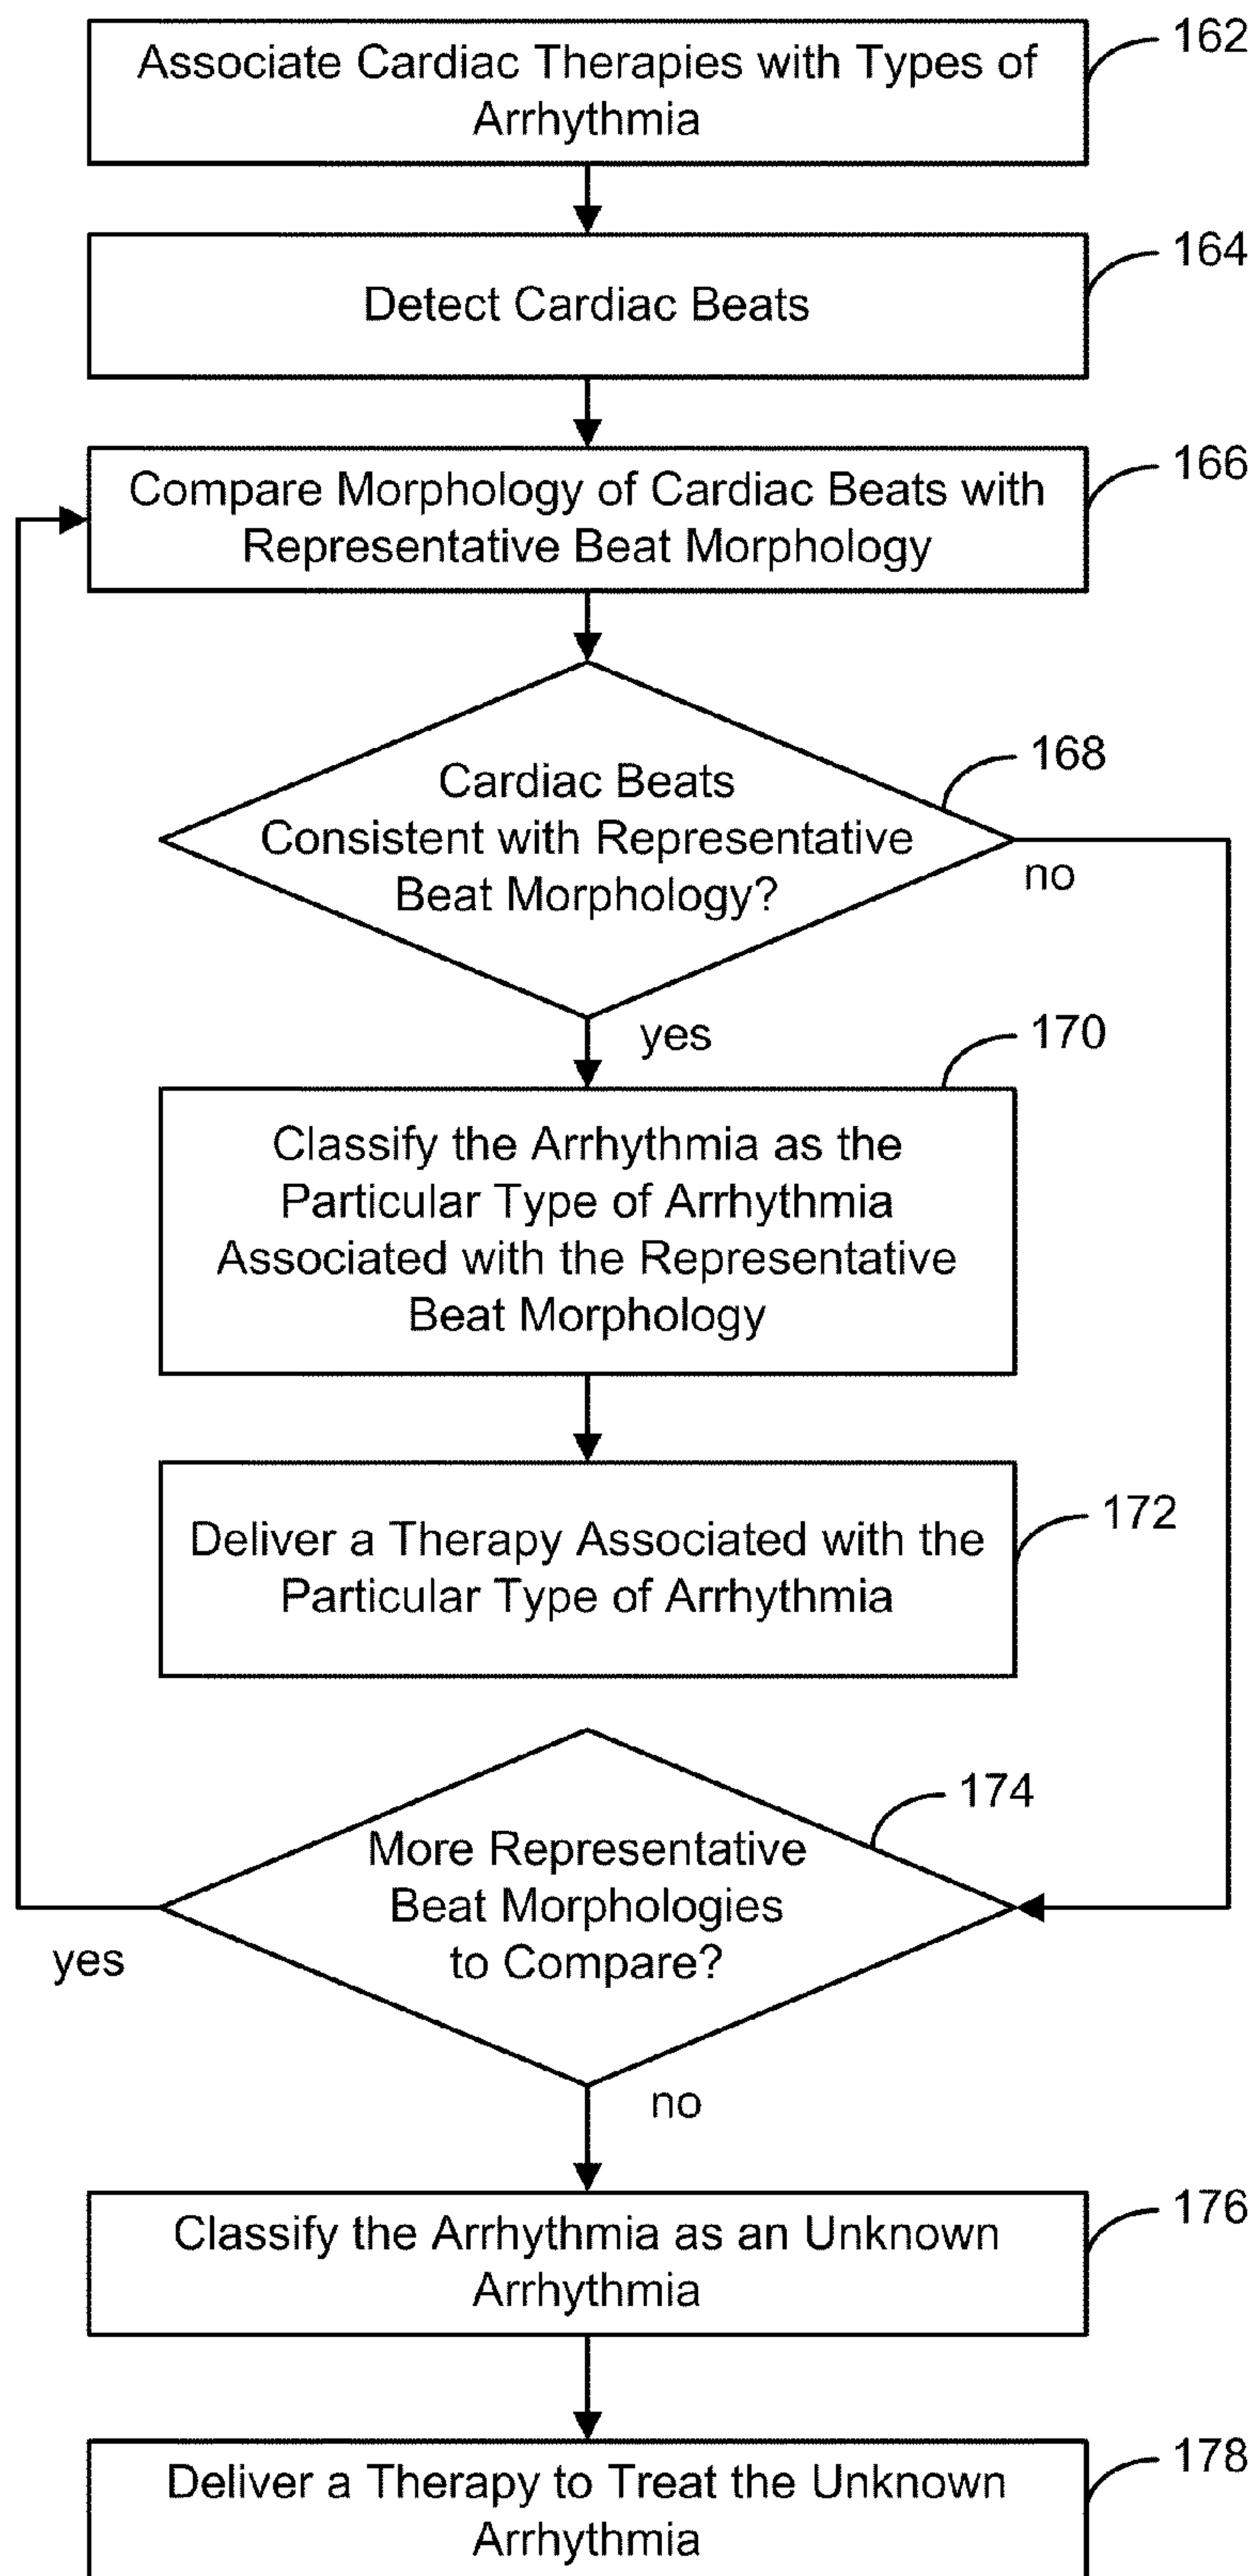 162
Associate Cardiac Therapies with Types of
Arrhythmia
164
Detect Cardiac Beats
166
Compare Morphology of Cardiac Beats with
Representative Beat Morphology
168
Cardiac Beats
Consistent with Representative
Beat Morphology?
no
yes
170
Classify the Arrhythmia as the
Particular Type of Arrhythmia
Associated with the Representative
Beat Morphology
172
Deliver a Therapy Associated with the
Particular Type of Arrhythmia
174
More Representative
Beat Morphologies
to Compare?
yes
no
176
Classify the Arrhythmia as an Unknown
Arrhythmia
178
Deliver a Therapy to Treat the Unknown
Arrhythmia